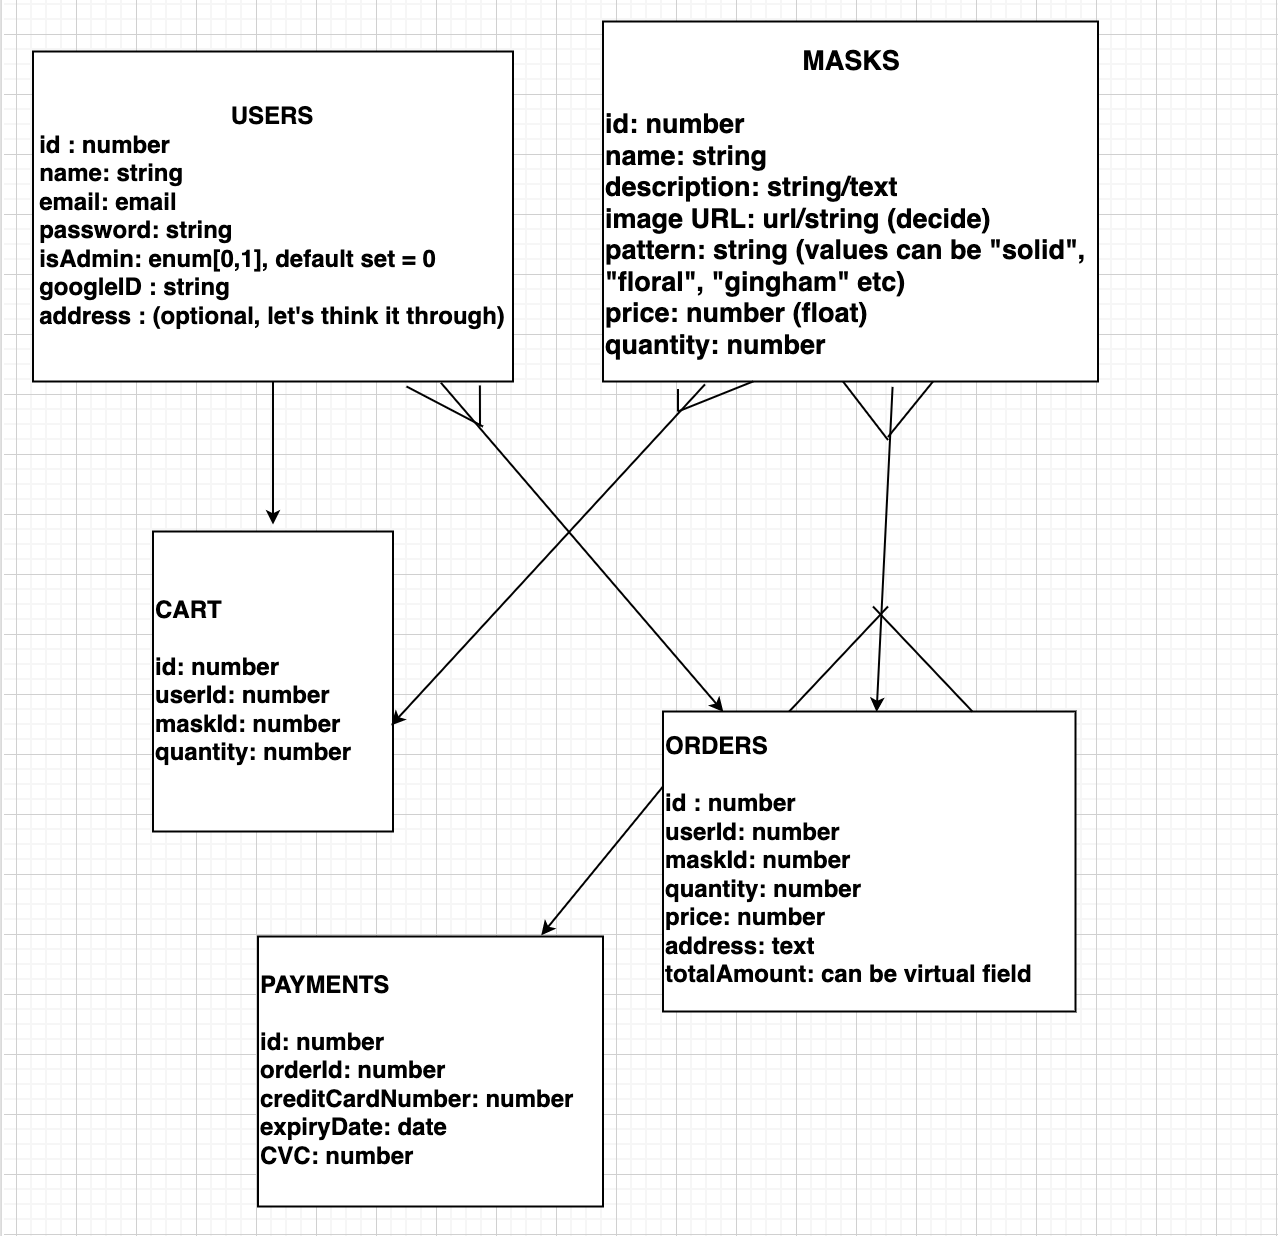 USERS
id : number
name: string
email: email
password: string
isAdmin: enum[0,1], default set = 0
googleID : string
address : (optional, let's think it through)
MASKS
id: number
name: string
description: string/text
image URL: url/string (decide)
pattern: string (values can be "solid",
"floral", "gingham" etc)
price: number (float)
quantity: number
CART
id: number
userId: number
maskId: number
quantity: number
ORDERS
id : number
userId: number
maskId: number
quantity: number
price: number
address: text
totalAmount: can be virtual field
PAYMENTS
id: number
orderId: number
creditCardNumber: number
expiryDate: date
CVC: number